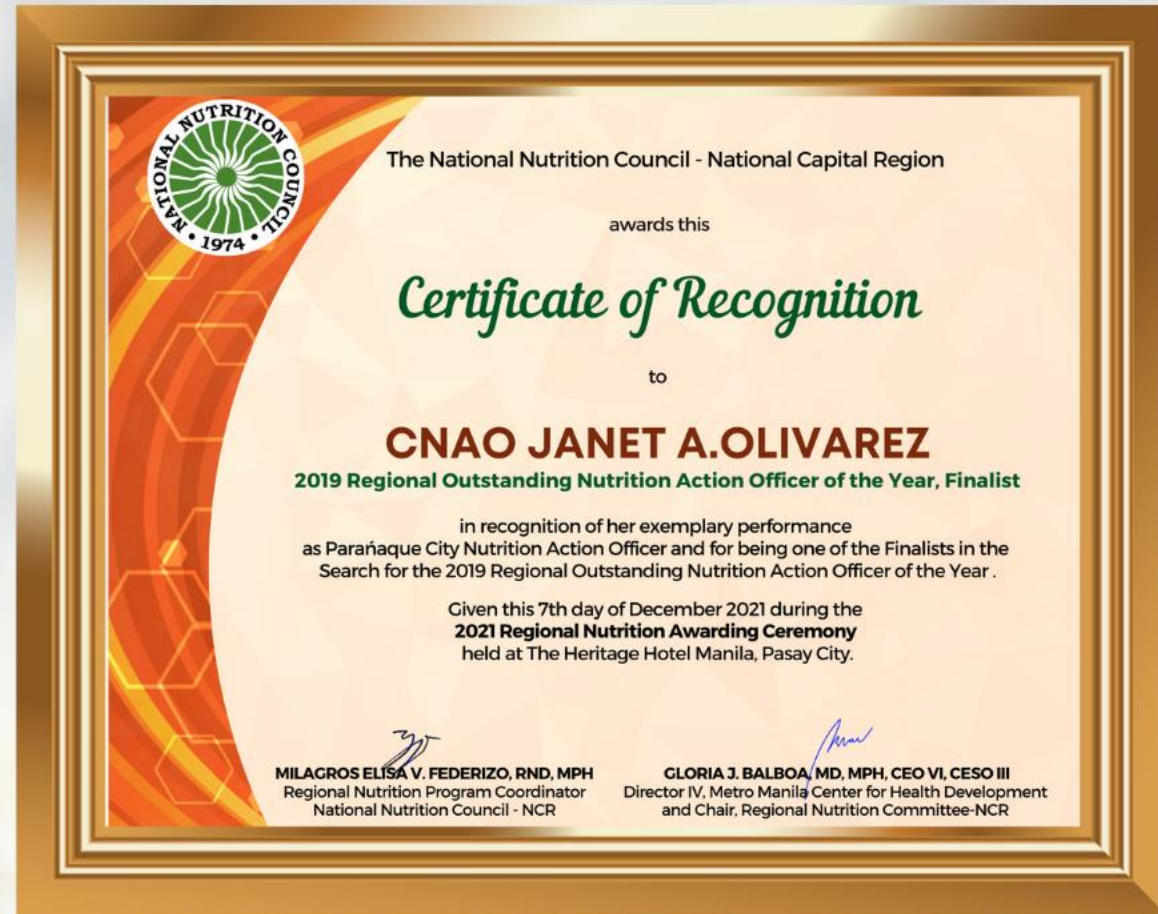 NATIONAL NUTRITION COUNCIL
• 1974 •
The National Nutrition Council - National Capital Region
awards this
Certificate of Recognition
to
CNAO JANET A.OLIVAREZ
2019 Regional Outstanding Nutrition Action Officer of the Year, Finalist
in recognition of her exemplary performance
as Parańaque City Nutrition Action Officer and for being one of the Finalists in the
Search for the 2019 Regional Outstanding Nutrition Action Officer of the Year .
Given this 7th day of December 2021 during the
2021 Regional Nutrition Awarding Ceremony
held at The Heritage Hotel Manila, Pasay City.
MILAGROS ELISA V. FEDERIZO, RND, MPH
Regional Nutrition Program Coordinator
National Nutrition Council - NCR
GLORIA J. BALBOA, MD, MPH, CEO VI, CESO III
Director IV, Metro Manila Center for Health Development
and Chair, Regional Nutrition Committee-NCR